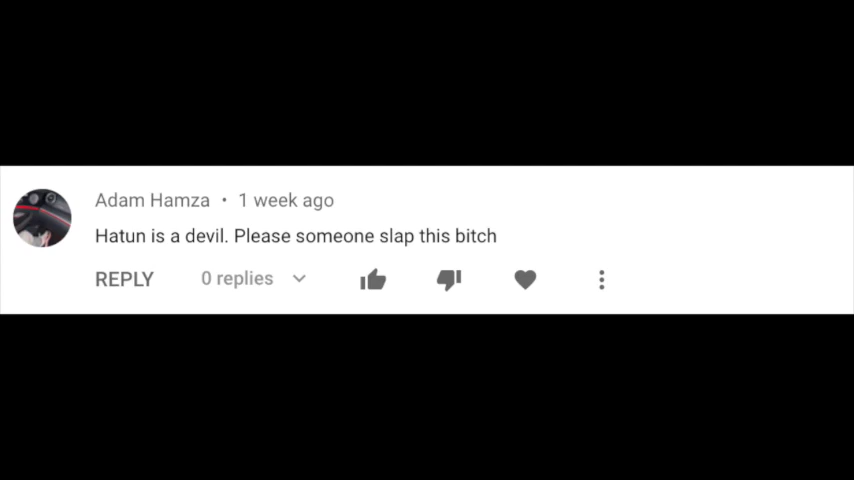 Adam Hamza • 1 week ago
Hatun is a devil. Please someone slap this bitch
REPLY 0 replies